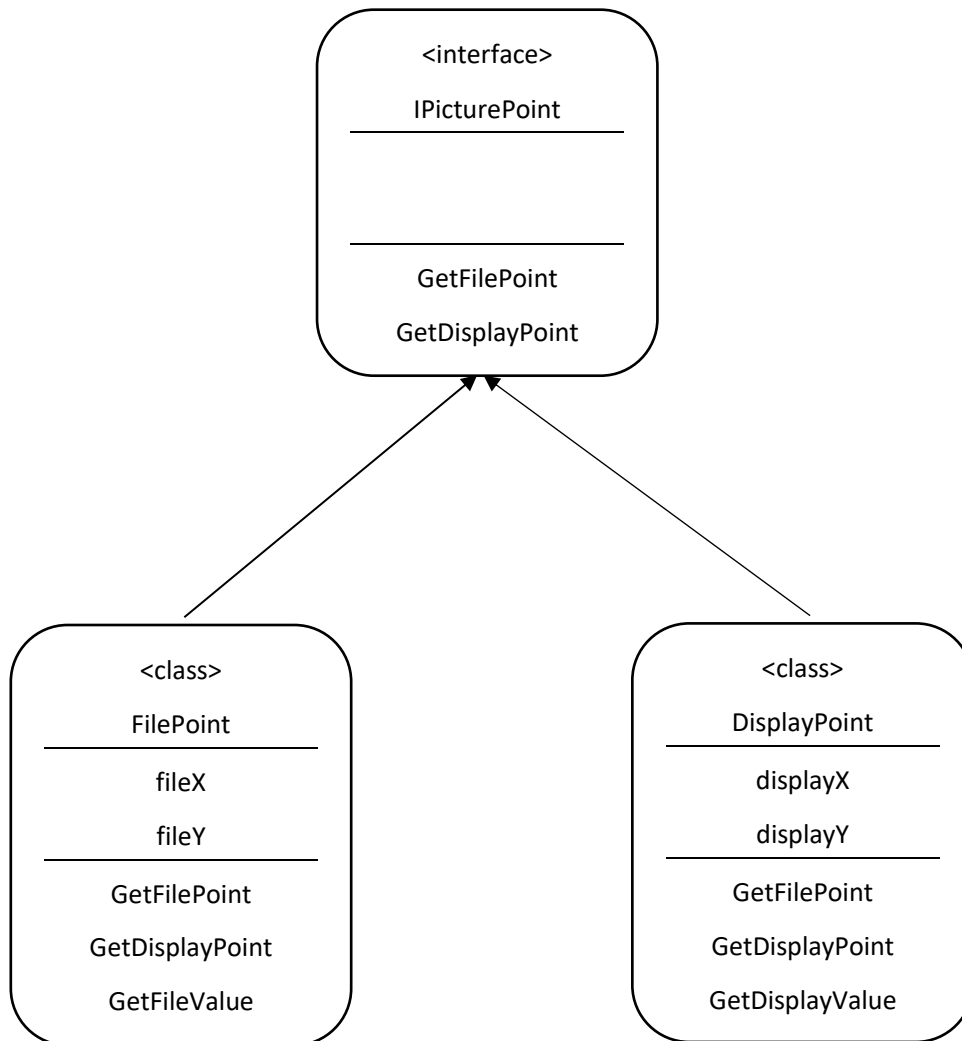 <interface>
IPicturePoint
GetFilePoint
GetDisplayPoint
<class>
FilePoint
fileX
fileY
GetFilePoint
GetDisplayPoint
GetFileValue
<class>
DisplayPoint
displayX
displayY
GetFilePoint
GetDisplayPoint
GetDisplayValue